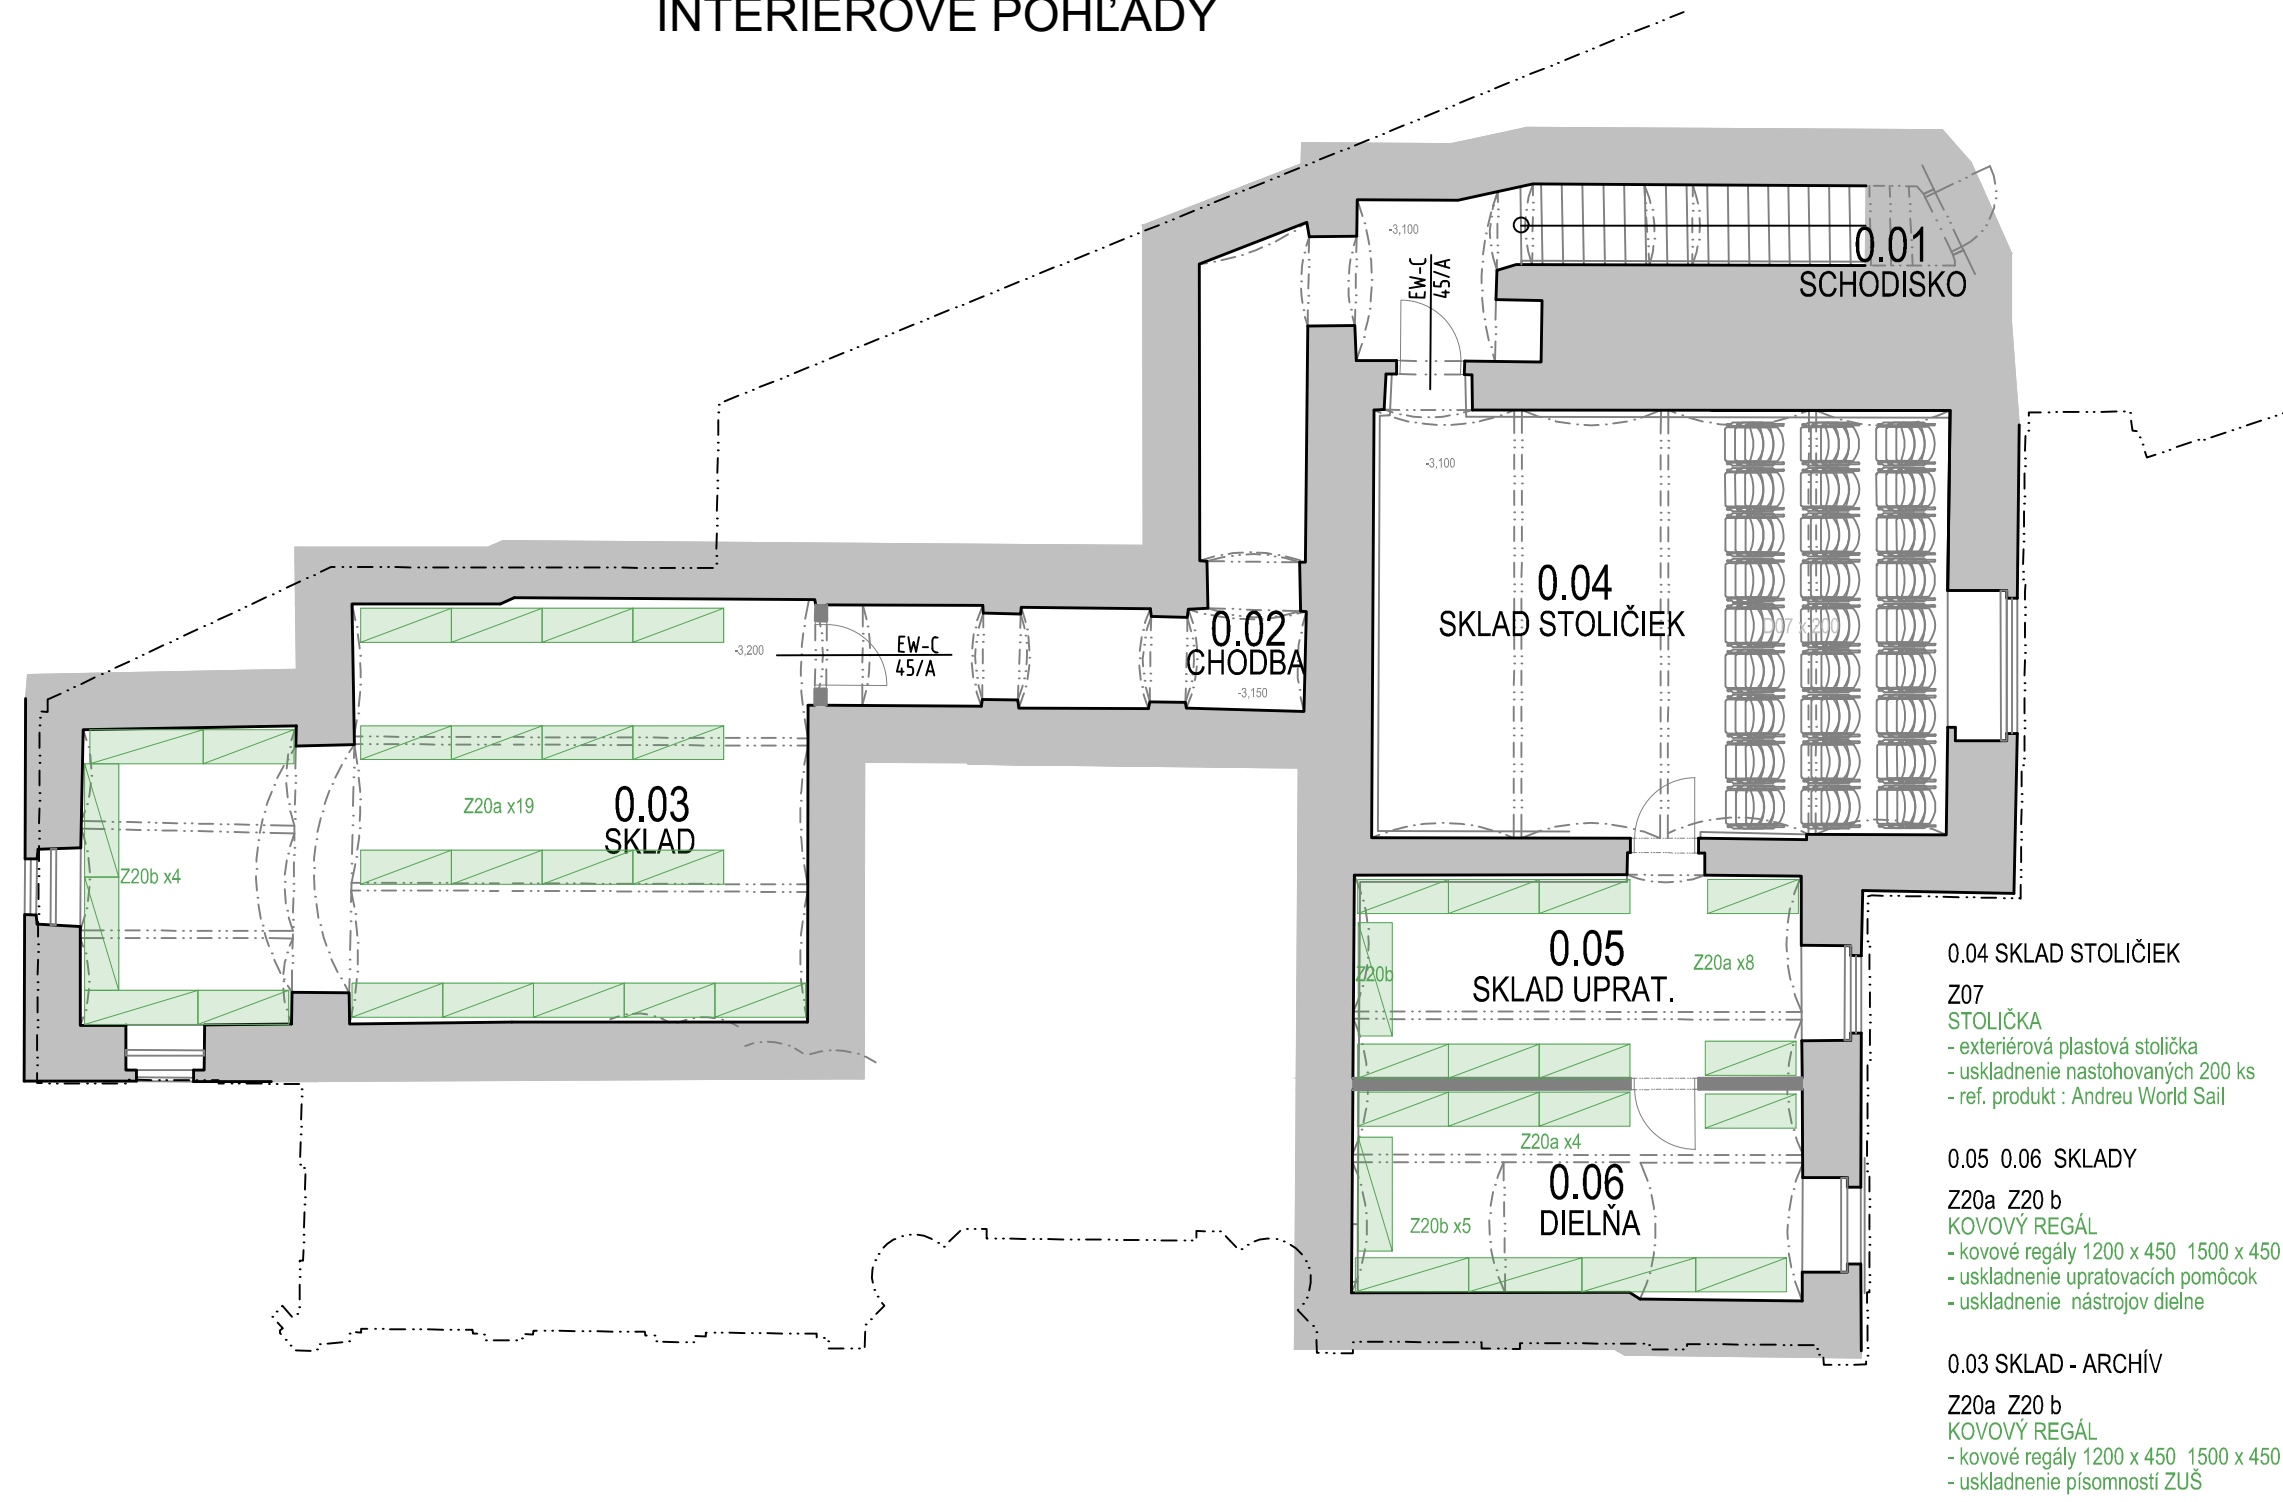 INTERIÉROVÉ POHĽADY
-3,100
EW-C
45/A
0.01
SCHODISKO
-3,100
0.04
SKLAD STOLIČIEK
D07 x 200
0.02
CHODBA
-3,150
EW-C
45/A
-3,200
Z20a x19
0.03
SKLAD
Z20b x4
0.05
SKLAD UPRAT.
Z20b
Z20a x8
Z20a x4
0.06
DIELŇA
Z20b x5
0.04 SKLAD STOLIČIEK
Z07
STOLIČKA
- exteriérová plastová stolička
- uskladnenie nastohovaných 200 ks
- ref. produkt : Andreu World Sail
0.05 0.06 SKLADY
Z20a Z20 b
KOVOVÝ REGÁL
- kovové regály 1200 x 450 1500 x 450
- uskladnenie upratovacích pomôcok
- uskladnenie nástrojov dielne
0.03 SKLAD - ARCHÍV
Z20a Z20 b
KOVOVÝ REGÁL
- kovové regály 1200 x 450 1500 x 450
- uskladnenie písomností ZUŠ